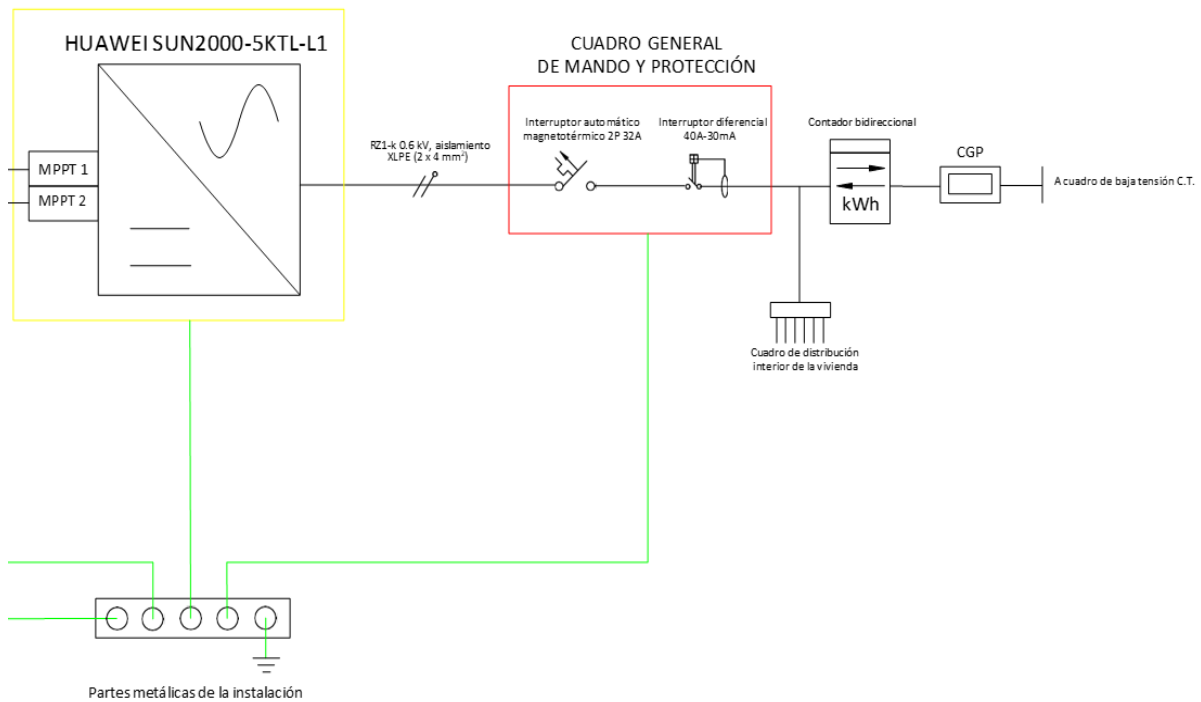 HUAWEI SUN2000-5KTL-L1
MPPT 1
MPPT 2
RZ1-k 0.6 kV, aislamiento
XLPE (2 x 4 mm²)
CUADRO GENERAL
DE MANDO Y PROTECCIÓN
Interruptor automático
magnetotérmico 2P 32A
Interruptor diferencial
40A-30mA
Contador bidireccional
kWh
CGP
A cuadro de baja tensión C.T.
Cuadro de distribución
interior de la vivienda
Partes metálicas de la instalación